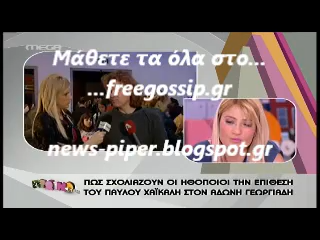 MEGA
Μάθετε τα όλα στο...
...freegossip.gr
news-piper.blogspot.gr
ΠΩΣ ΣΧΟΛΙΑΖΟΥΝ ΟΙ ΗΘΟΠΟΙΟΙ ΤΗΝ ΕΠΙΘΕΣΗ
ΤΟΥ ΠΑΥΛΟΥ ΧΑΪΚΑΛΗ ΣΤΟΝ ΑΔΩΝΗ ΓΕΩΡΓΙΑΔΗ